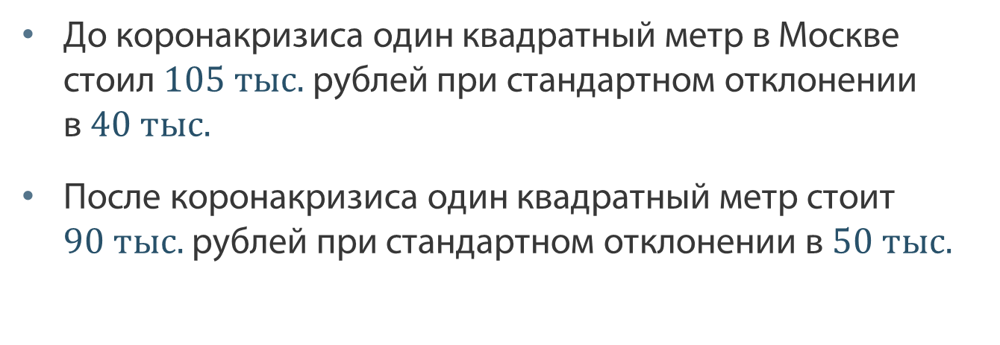 • До коронакризиса один квадратный метр в Москве
стоил 105 тыс. рублей при стандартном отклонении
в 40 тыс.
• После коронакризиса один квадратный метр стоит
90 тыс. рублей при стандартном отклонении в 50 тыс.